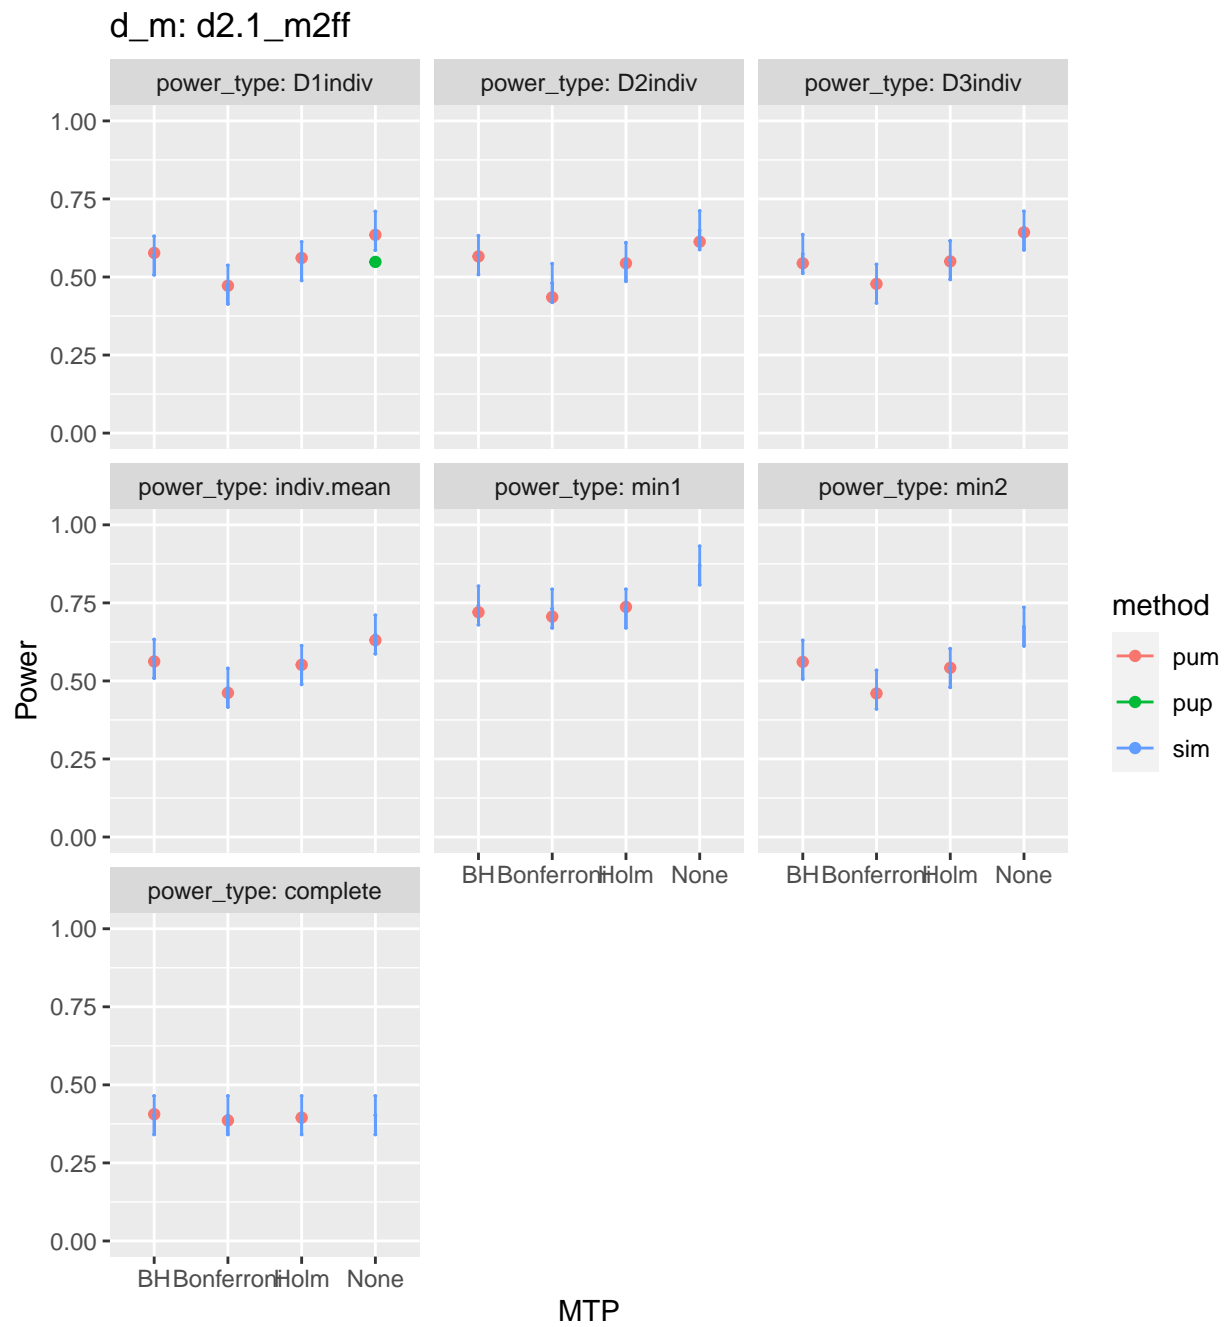 d_m: d2.1_m2ff
power_type: D1indiv
power_type: D2indiv
power_type: D3indiv
1.00
0.75
0.50
0.25
0.00
power_type: indiv.mean
power_type: min1
power_type: min2
1.00
0.75
0.50
0.25
0.00
BH Bonferroni Holm None
BH Bonferroni Holm None
power_type: complete
1.00
0.75
0.50
0.25
0.00
BH Bonferroni Holm None
MTP
Power
method
pum
pup
sim